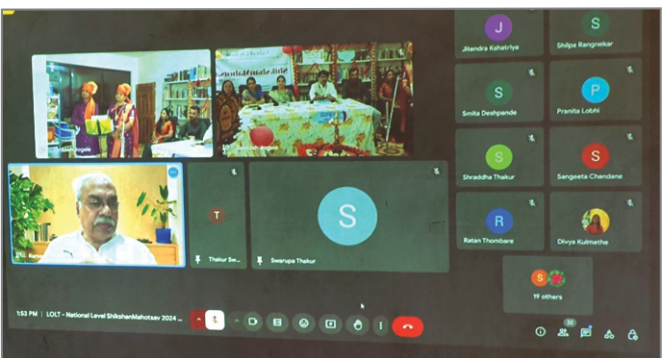 J
Jitendra Kshatriya
S
Shilpa Rangnekar
S
Smita Deshpande
P
Pranita Lobhi
S
Shraddha Thakur
S
Sangeeta Chandane
R
Ratan Thombare
Divya Kulmethe
T
Thakur Sw...
S
Swarupa Thakur
S
19 others
1:53 PM | LOLT - National Level ShikshanMahotsav 2024 ...